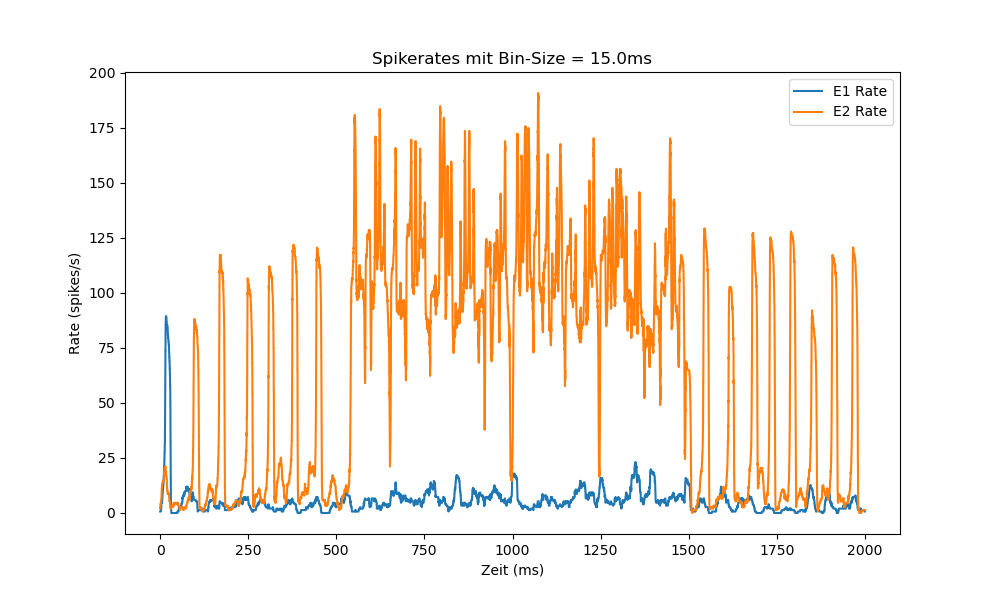 Spikerates mit Bin-Size = 15.0ms
E1 Rate
E2 Rate
Rate (spikes/s)
200
175
150
125
100
75
50
25
0
0 250 500 750 1000 1250 1500 1750 2000
Zeit (ms)